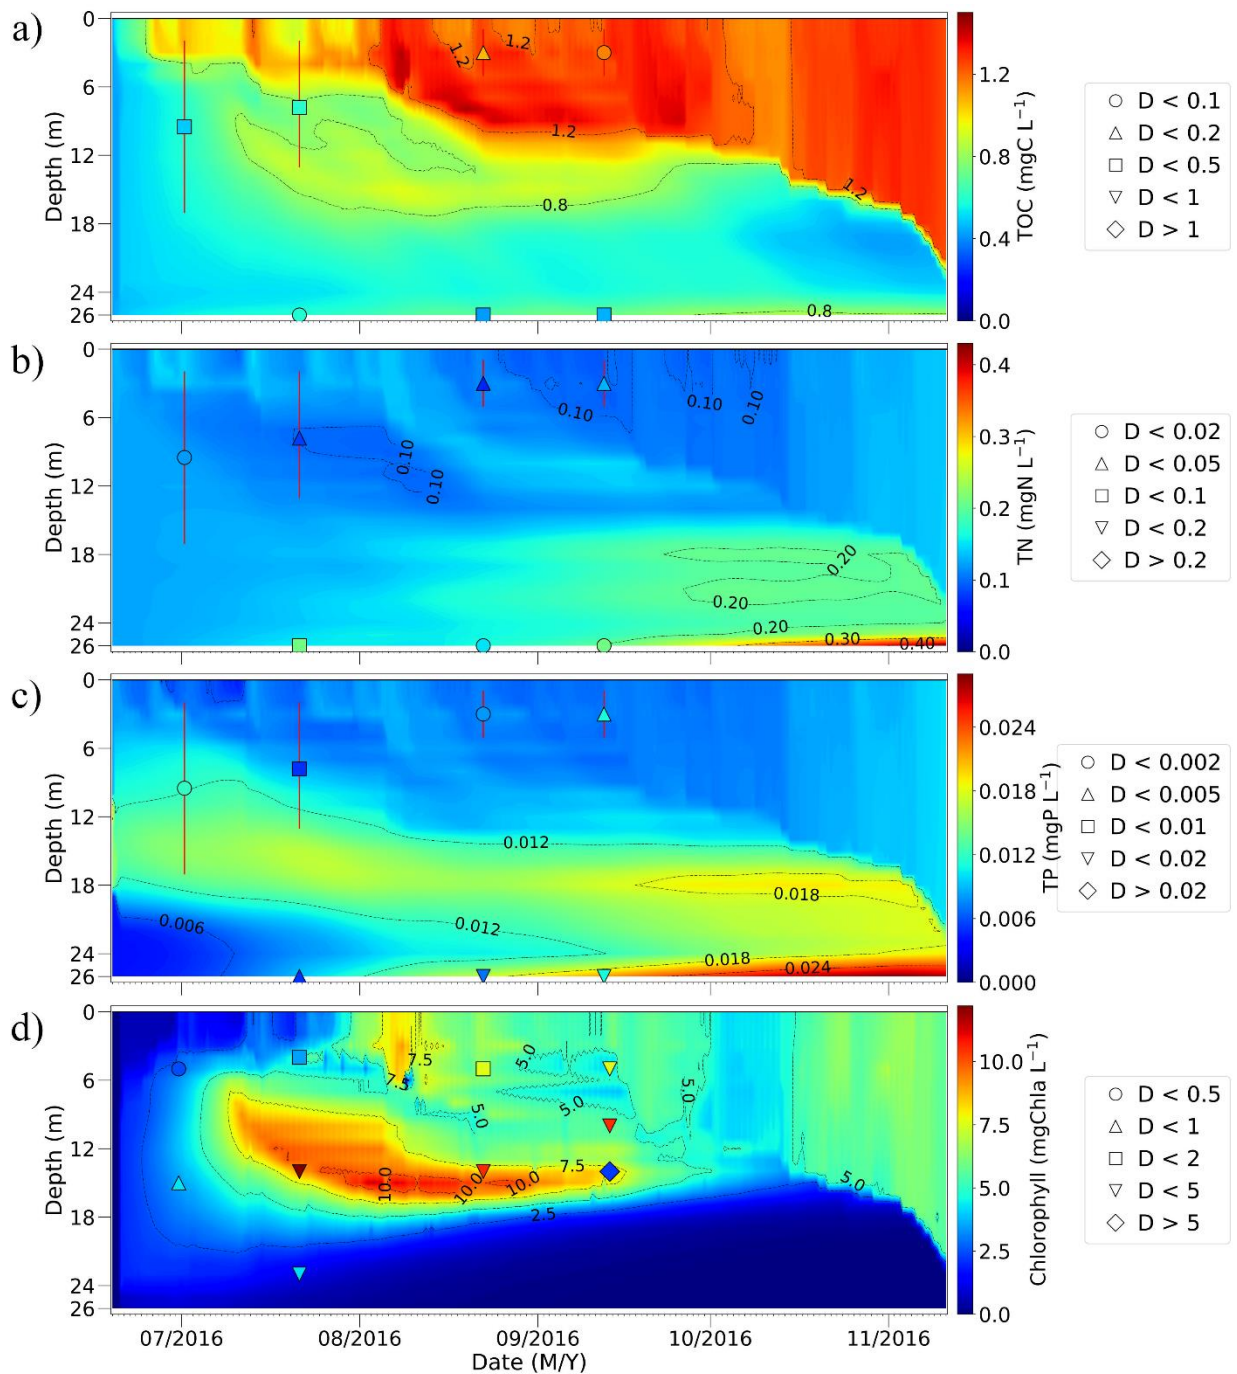 a)
0
6
12
18
24
26
Depth (m)
1.2
1.2
1.2
1.2
0.8
0.8
1.2
0.8
0.4
0.0
TOC (mgC L⁻¹)
D < 0.1
D < 0.2
D < 0.5
D < 1
D > 1
b)
0
6
12
18
24
26
Depth (m)
0.10
0.10
0.10
0.10
0.10
0.20
0.20
0.20
0.30
0.40
0.4
0.3
0.2
0.1
0.0
TN (mgN L⁻¹)
D < 0.02
D < 0.05
D < 0.1
D < 0.2
D > 0.2
c)
0
6
12
18
24
26
Depth (m)
0.006
0.012
0.012
0.018
0.018
0.024
0.024
0.018
0.012
0.006
0.000
TP (mgP L⁻¹)
D < 0.002
D < 0.005
D < 0.01
D < 0.02
D > 0.02
d)
0
6
12
18
24
26
Depth (m)
7.5
7.5
5.0
5.0
5.0
5.0
7.5
10.0
10.0
10.0
2.5
5.0
10.0
7.5
5.0
2.5
0.0
Chlorophyll (mgChla L⁻¹)
D < 0.5
D < 1
D < 2
D < 5
D > 5
07/2016
08/2016
09/2016
10/2016
11/2016
Date (M/Y)